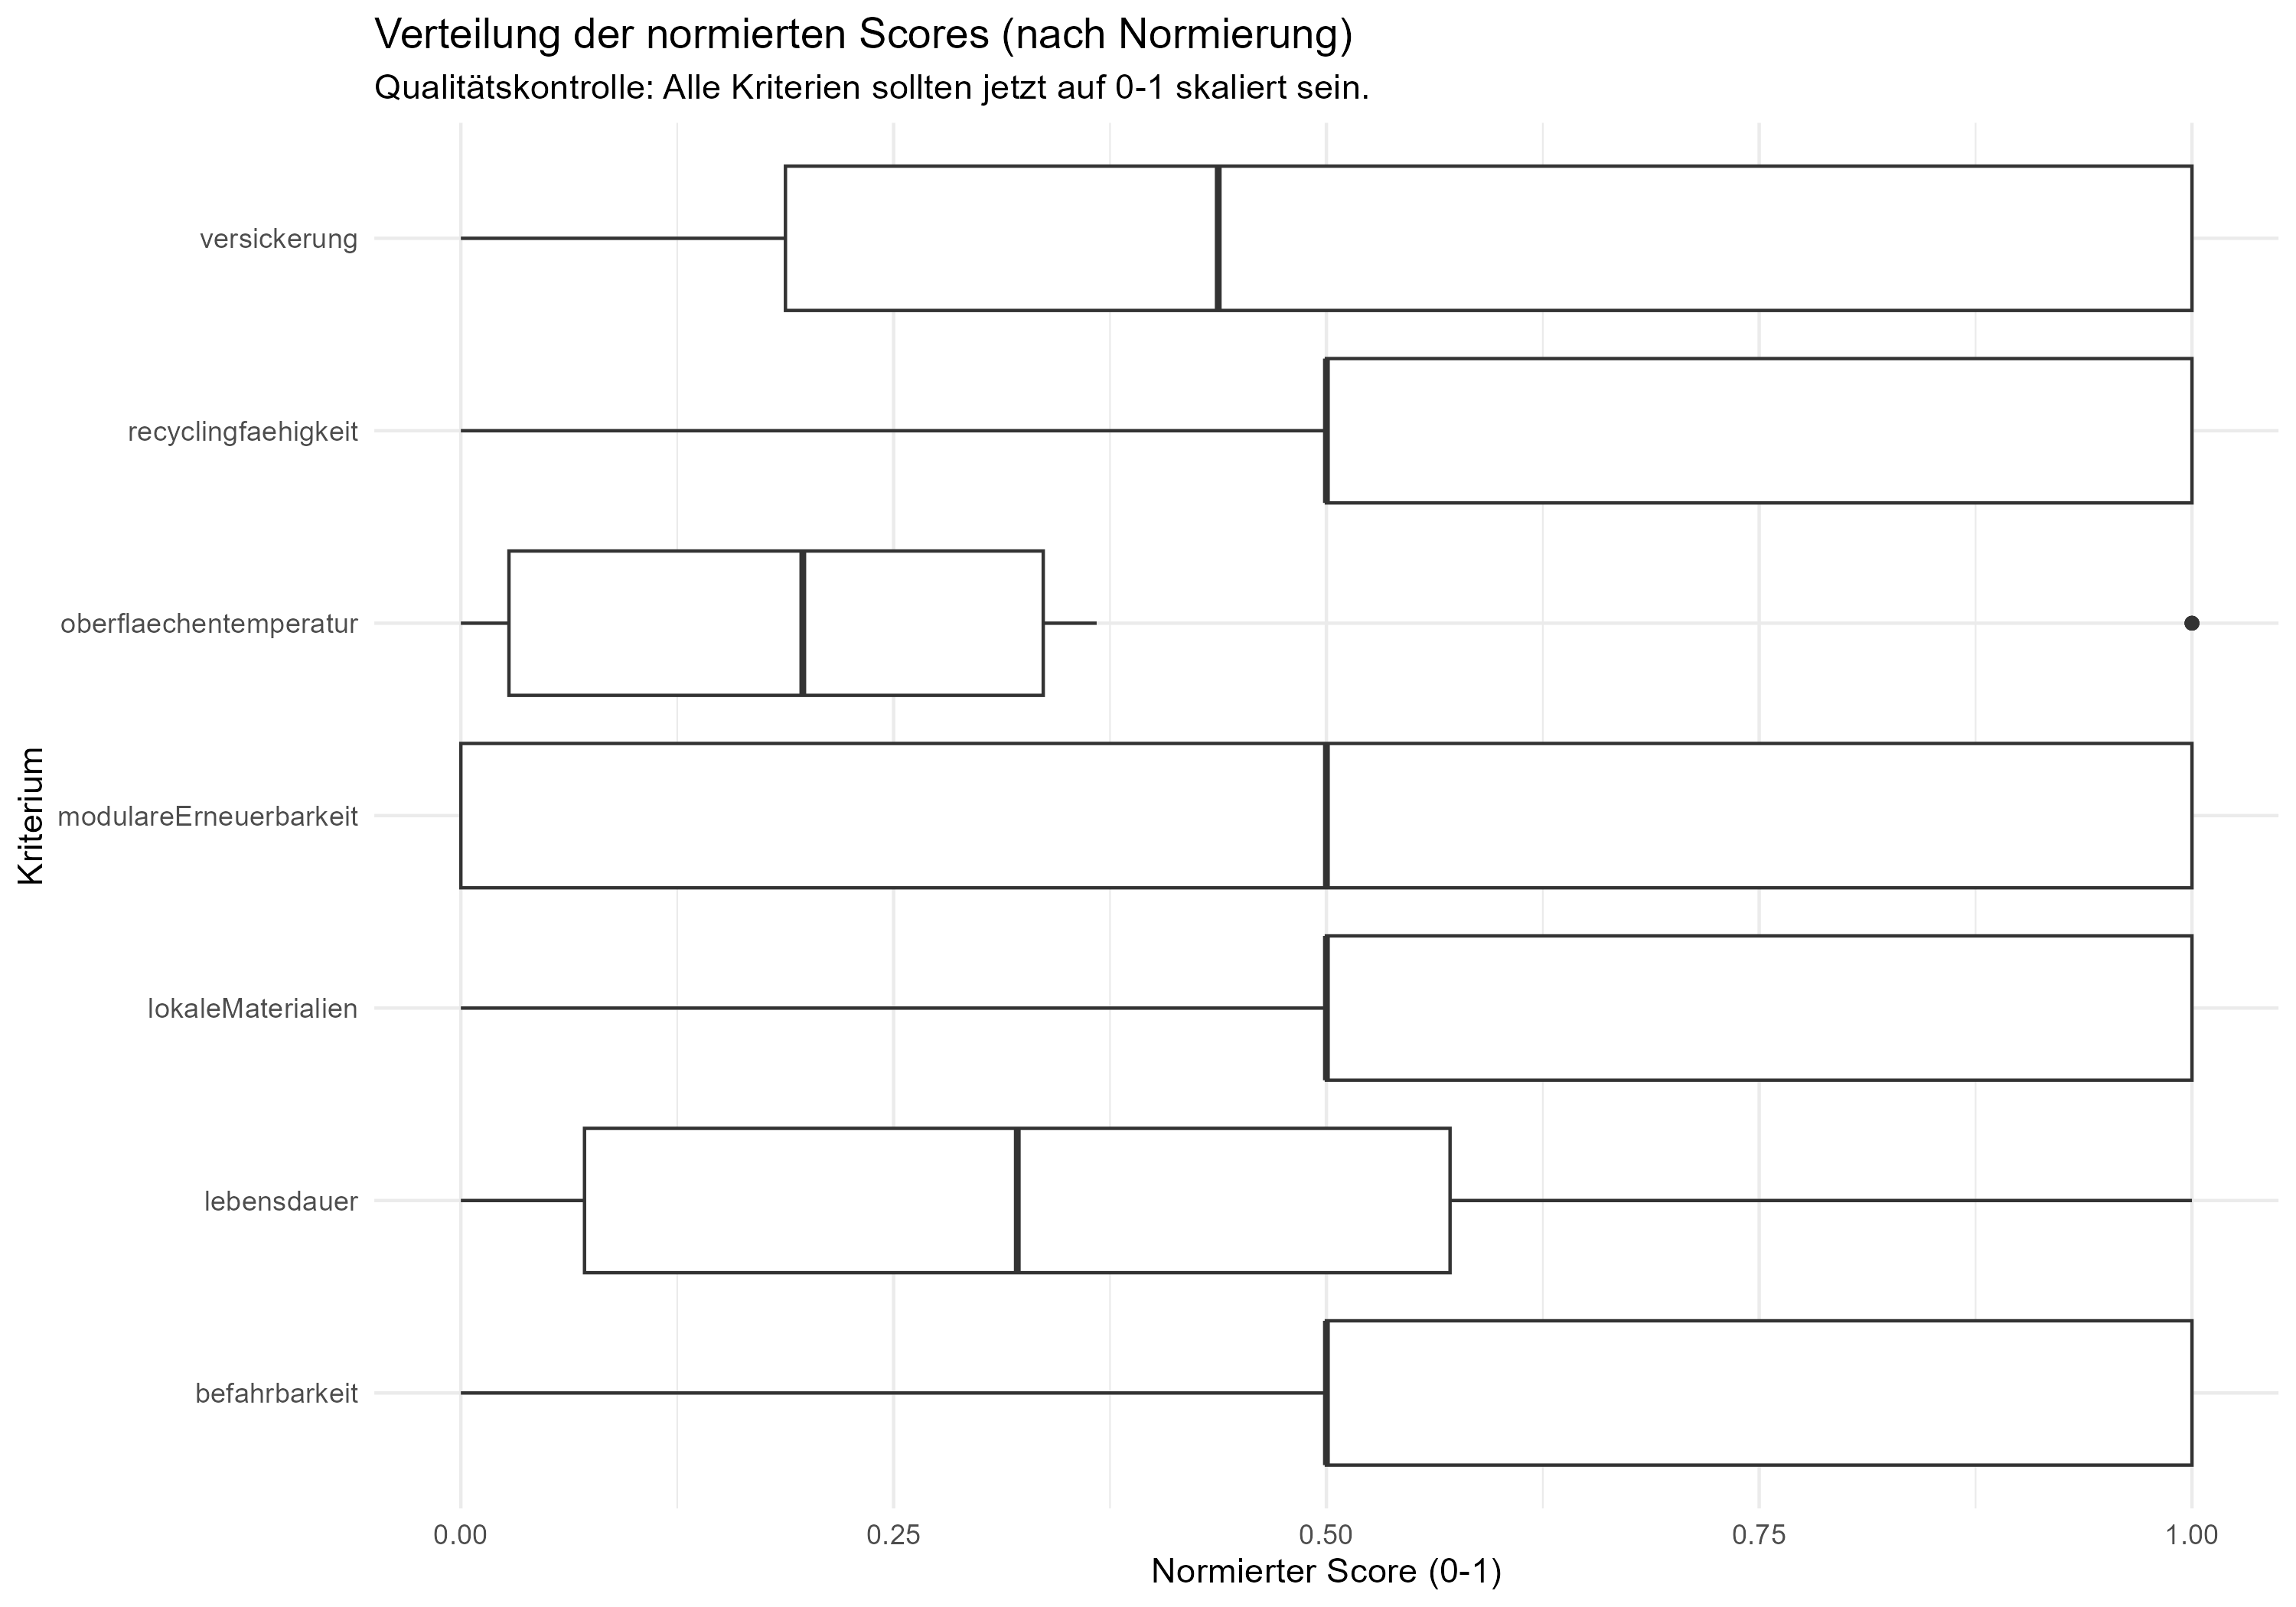 Verteilung der normierten Scores (nach Normierung)
Qualitätskontrolle: Alle Kriterien sollten jetzt auf 0-1 skaliert sein.
Kriterium
versickerung
recyclingfaehigkeit
oberflaechentemperatur
modulareErneuerbarkeit
lokaleMaterialien
lebensdauer
befahrbarkeit
0.00 0.25 0.50 0.75 1.00
Normierter Score (0-1)